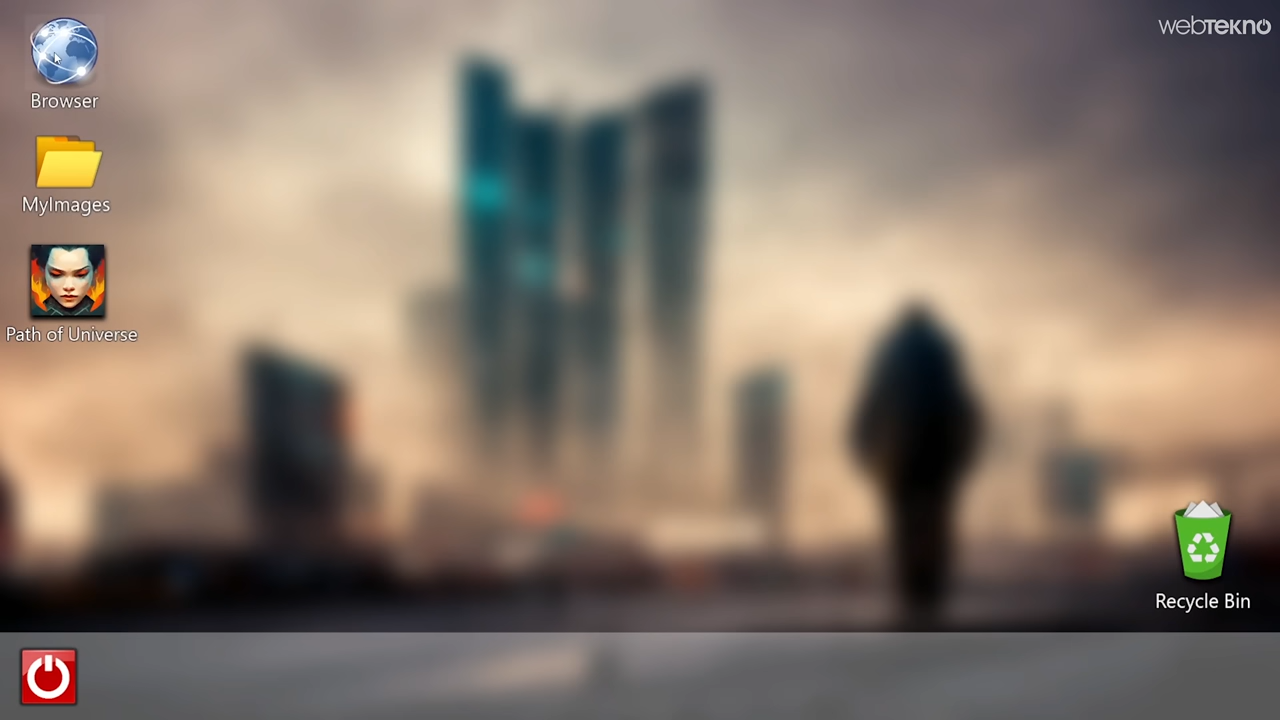 webTEKNO
Browser
MyImages
Path of Universe
Recycle Bin